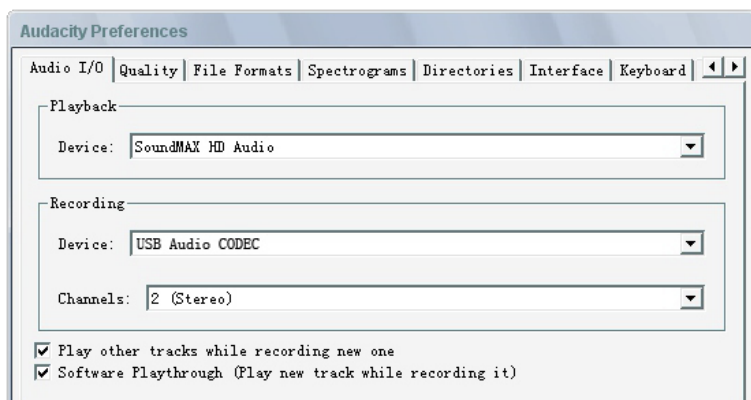 Audacity Preferences
Audio I/O Quality File Formats Spectrograms Directories Interface Keyboard
Playback
Device: SoundMAX HD Audio
Recording
Device: USB Audio CODEC
Channels: 2 (Stereo)
Play other tracks while recording new one
Software Playthrough (Play new track while recording it)